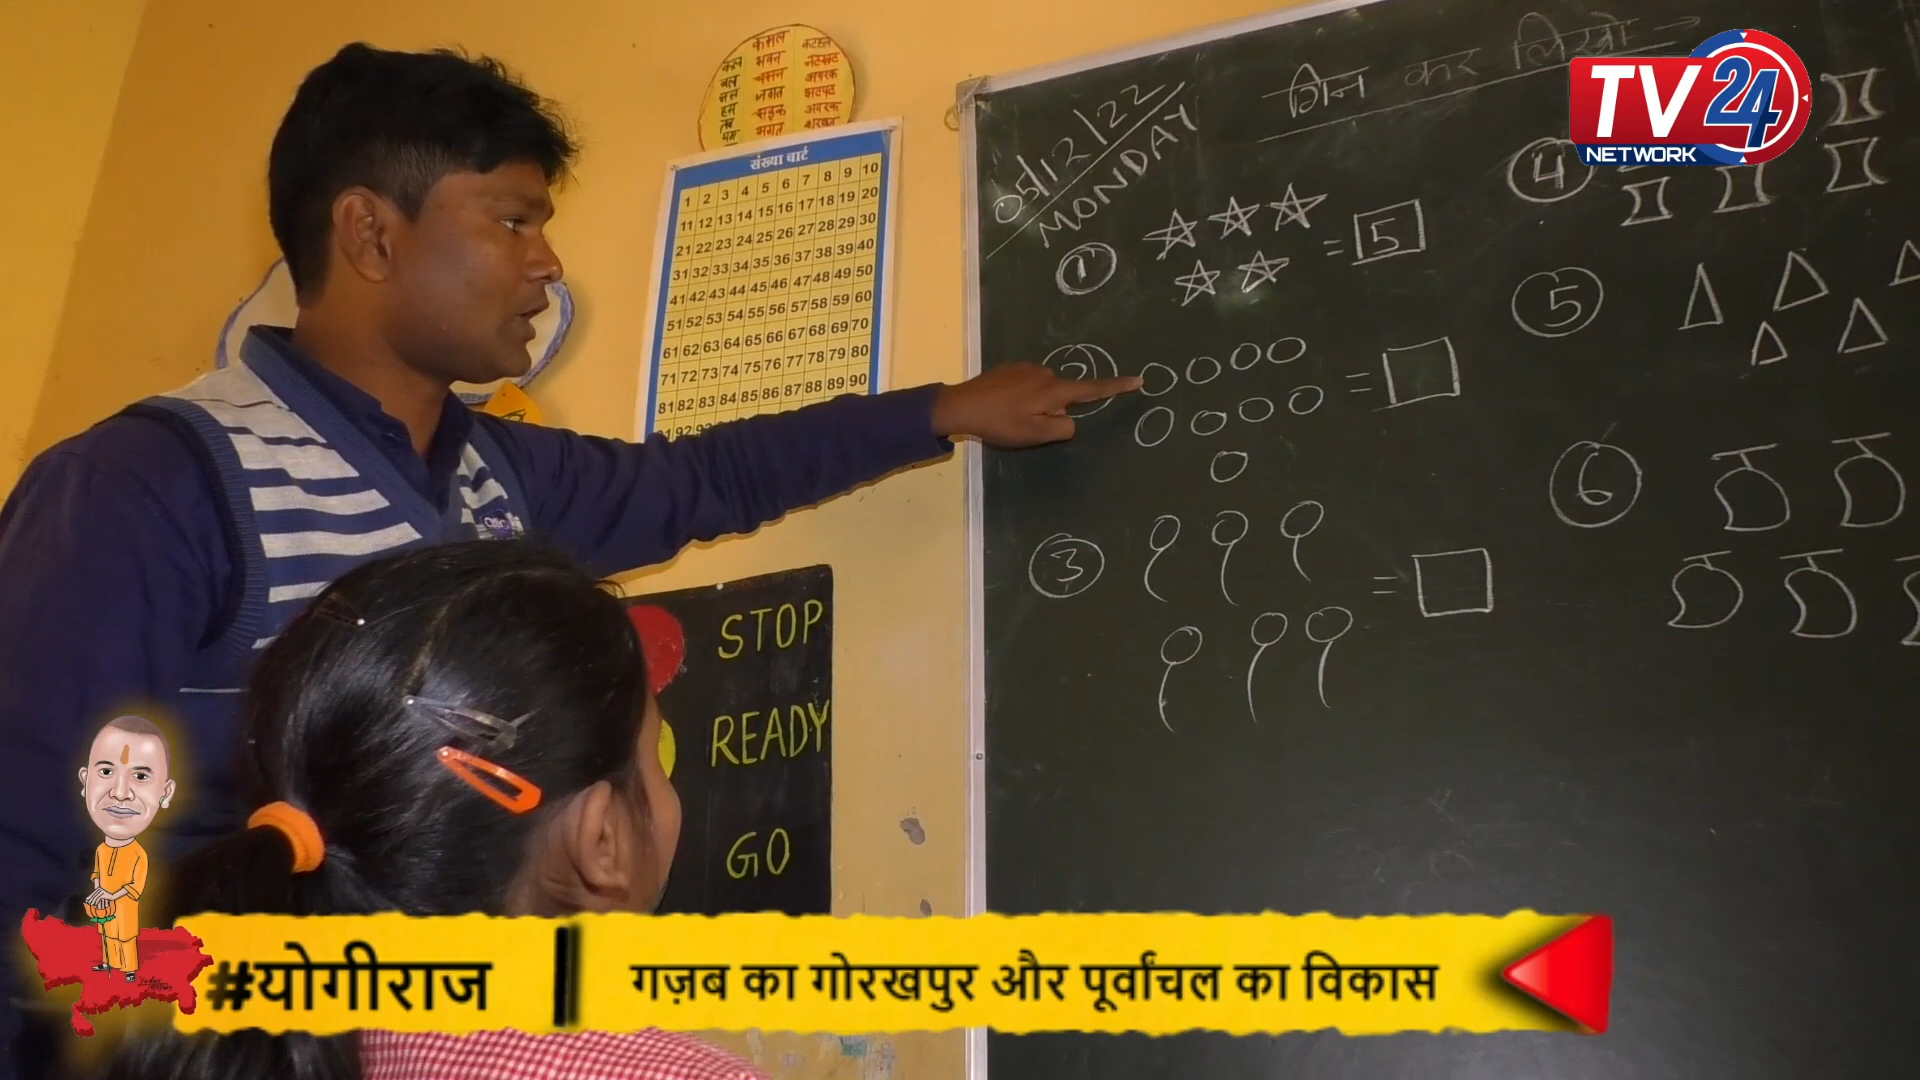 TV 24
NETWORK
गिन कर लिखो
05/12/22
MONDAY
① = 5
② =
③ =
④
⑤
⑥
कमल कटहल
संख्या चार्ट
1 2 3 4 5 6 7 8 9 10
11 12 13 14 15 16 17 18 19 20
21 22 23 24 25 26 27 28 29 30
31 32 33 34 35 36 37 38 39 40
41 42 43 44 45 46 47 48 49 50
51 52 53 54 55 56 57 58 59 60
61 62 63 64 65 66 67 68 69 70
71 72 73 74 75 76 77 78 79 80
81 82 83 84 85 86 87 88 89 90
STOP
READY
GO
#योगीराज
गज़ब का गोरखपुर और पूर्वांचल का विकास